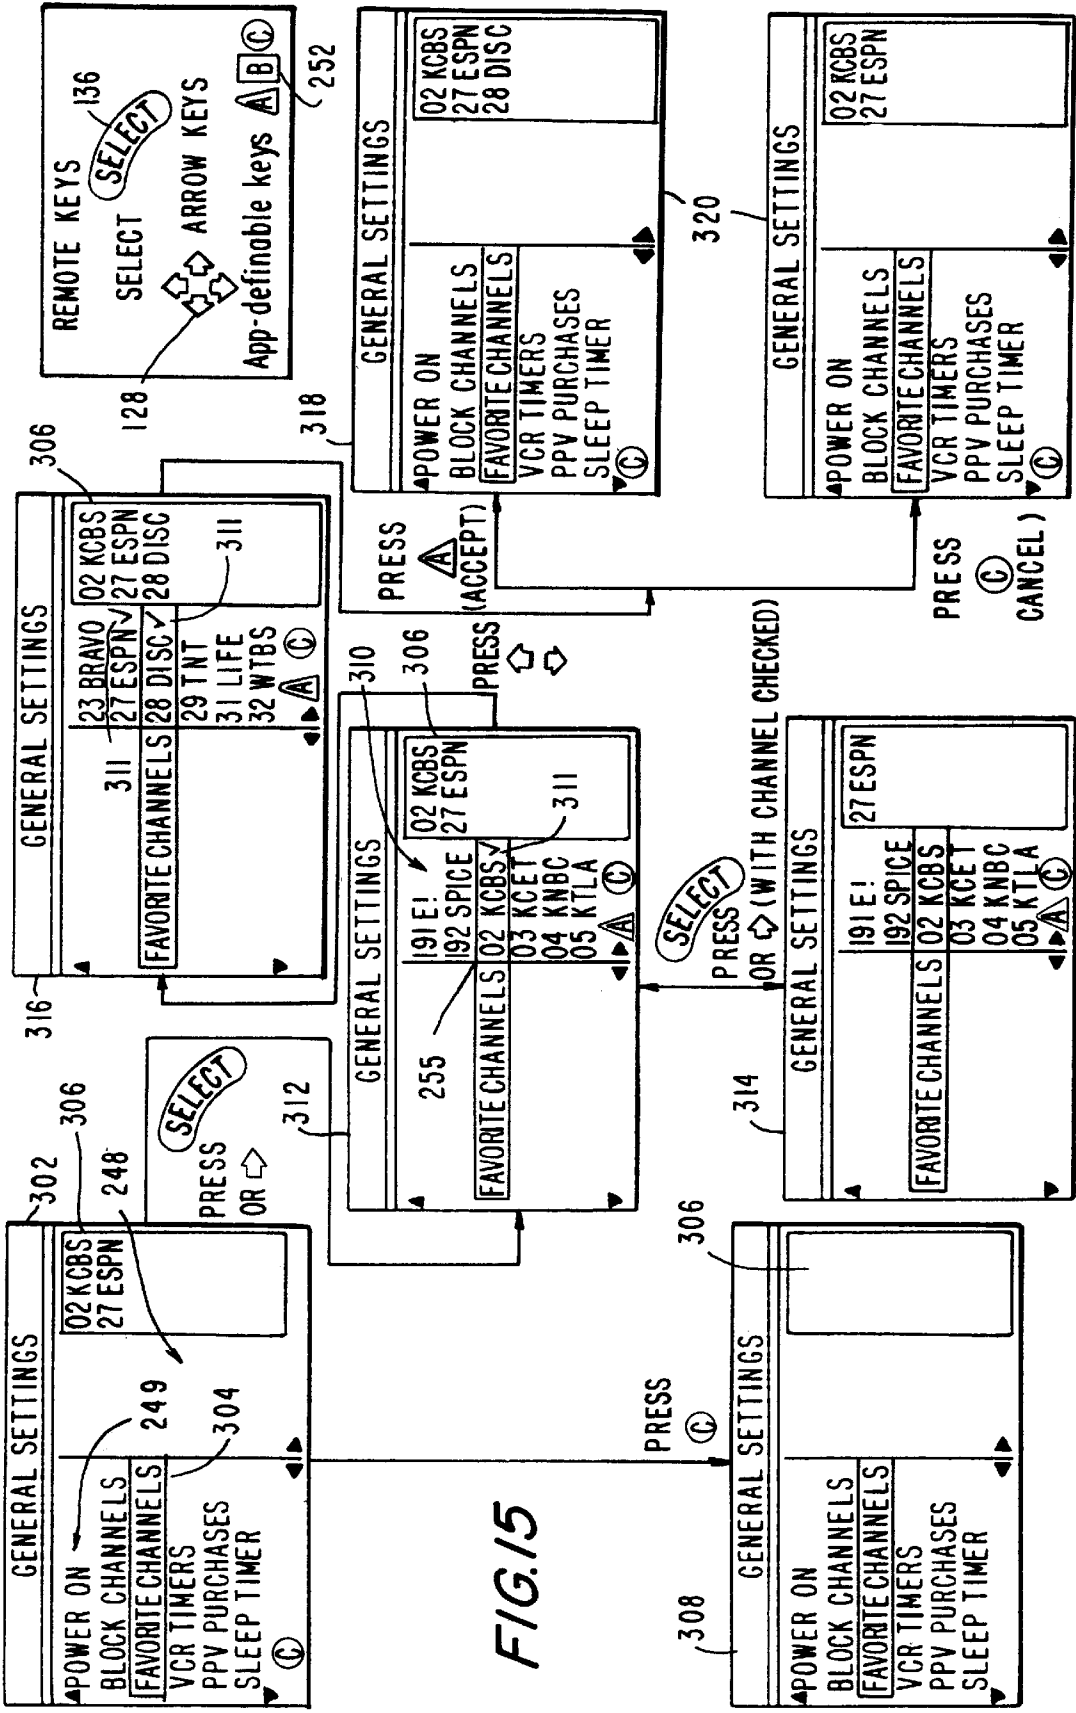 GENERAL SETTINGS
302
POWER ON
BLOCK CHANNELS
FAVORITE CHANNELS
VCR TIMERS
PPV PURCHASES
SLEEP TIMER
C
02 KCBS
27 ESPN
306
249
248
304
PRESS
SELECT
OR
316
GENERAL SETTINGS
FAVORITE CHANNELS
23 BRAVO
27 ESPN
28 DISC
29 TNT
31 LIFE
32 WTBS
A C
02 KCBS
27 ESPN
28 DISC
306
311
311
REMOTE KEYS
SELECT
SELECT
136
ARROW KEYS
128
App-definable keys A B C
252
312
GENERAL SETTINGS
255
310
FAVORITE CHANNELS
191 E!
192 SPICE
02 KCBS
03 KCET
04 KNBC
05 KTLA
A C
02 KCBS
27 ESPN
306
311
PRESS
318
GENERAL SETTINGS
POWER ON
BLOCK CHANNELS
FAVORITE CHANNELS
VCR TIMERS
PPV PURCHASES
SLEEP TIMER
C
02 KCBS
27 ESPN
28 DISC
320
PRESS
A
(ACCEPT)
PRESS
C
CANCEL)
GENERAL SETTINGS
POWER ON
BLOCK CHANNELS
FAVORITE CHANNELS
VCR TIMERS
PPV PURCHASES
SLEEP TIMER
C
02 KCBS
27 ESPN
PRESS
C
308
GENERAL SETTINGS
POWER ON
BLOCK CHANNELS
FAVORITE CHANNELS
VCR TIMERS
PPV PURCHASES
SLEEP TIMER
306
SELECT
PRESS
OR (WITH CHANNEL CHECKED)
314
GENERAL SETTINGS
FAVORITE CHANNELS
191 E!
192 SPICE
02 KCBS
03 KCET
04 KNBC
05 KTLA
A C
27 ESPN
FIG.15